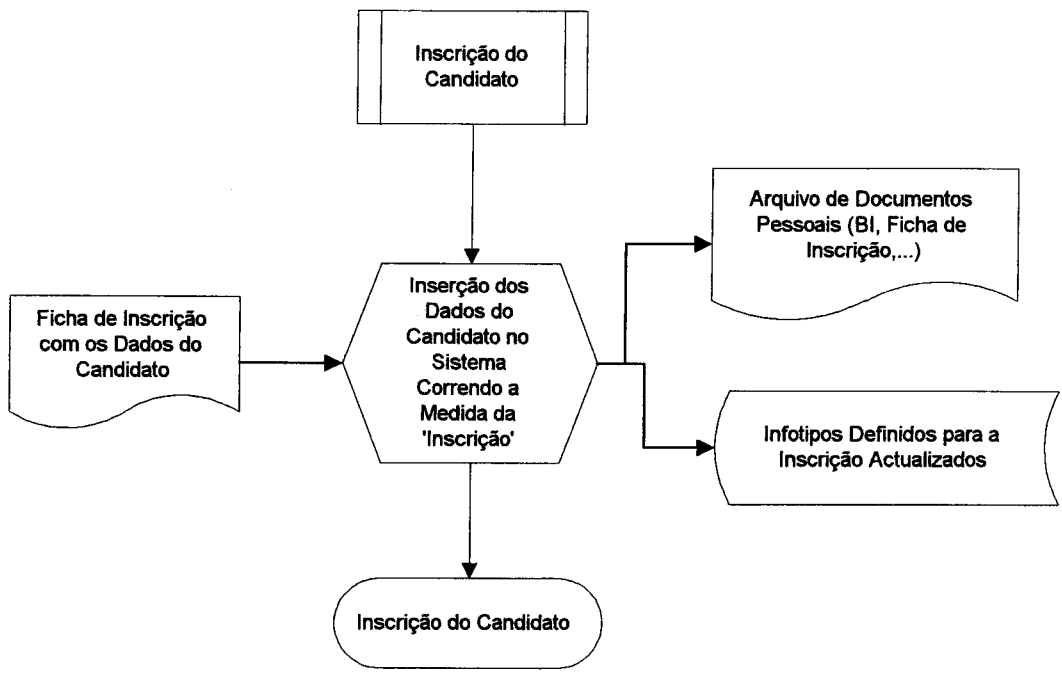 Inscrição do
Candidato
Arquivo de Documentos
Pessoais (BI, Ficha de
Inscrição,...)
Ficha de Inscrição
com os Dados do
Candidato
Inserção dos
Dados do
Candidato no
Sistema
Correndo a
Medida da
'Inscrição'
Infotipos Definidos para a
Inscrição Actualizados
Inscrição do Candidato